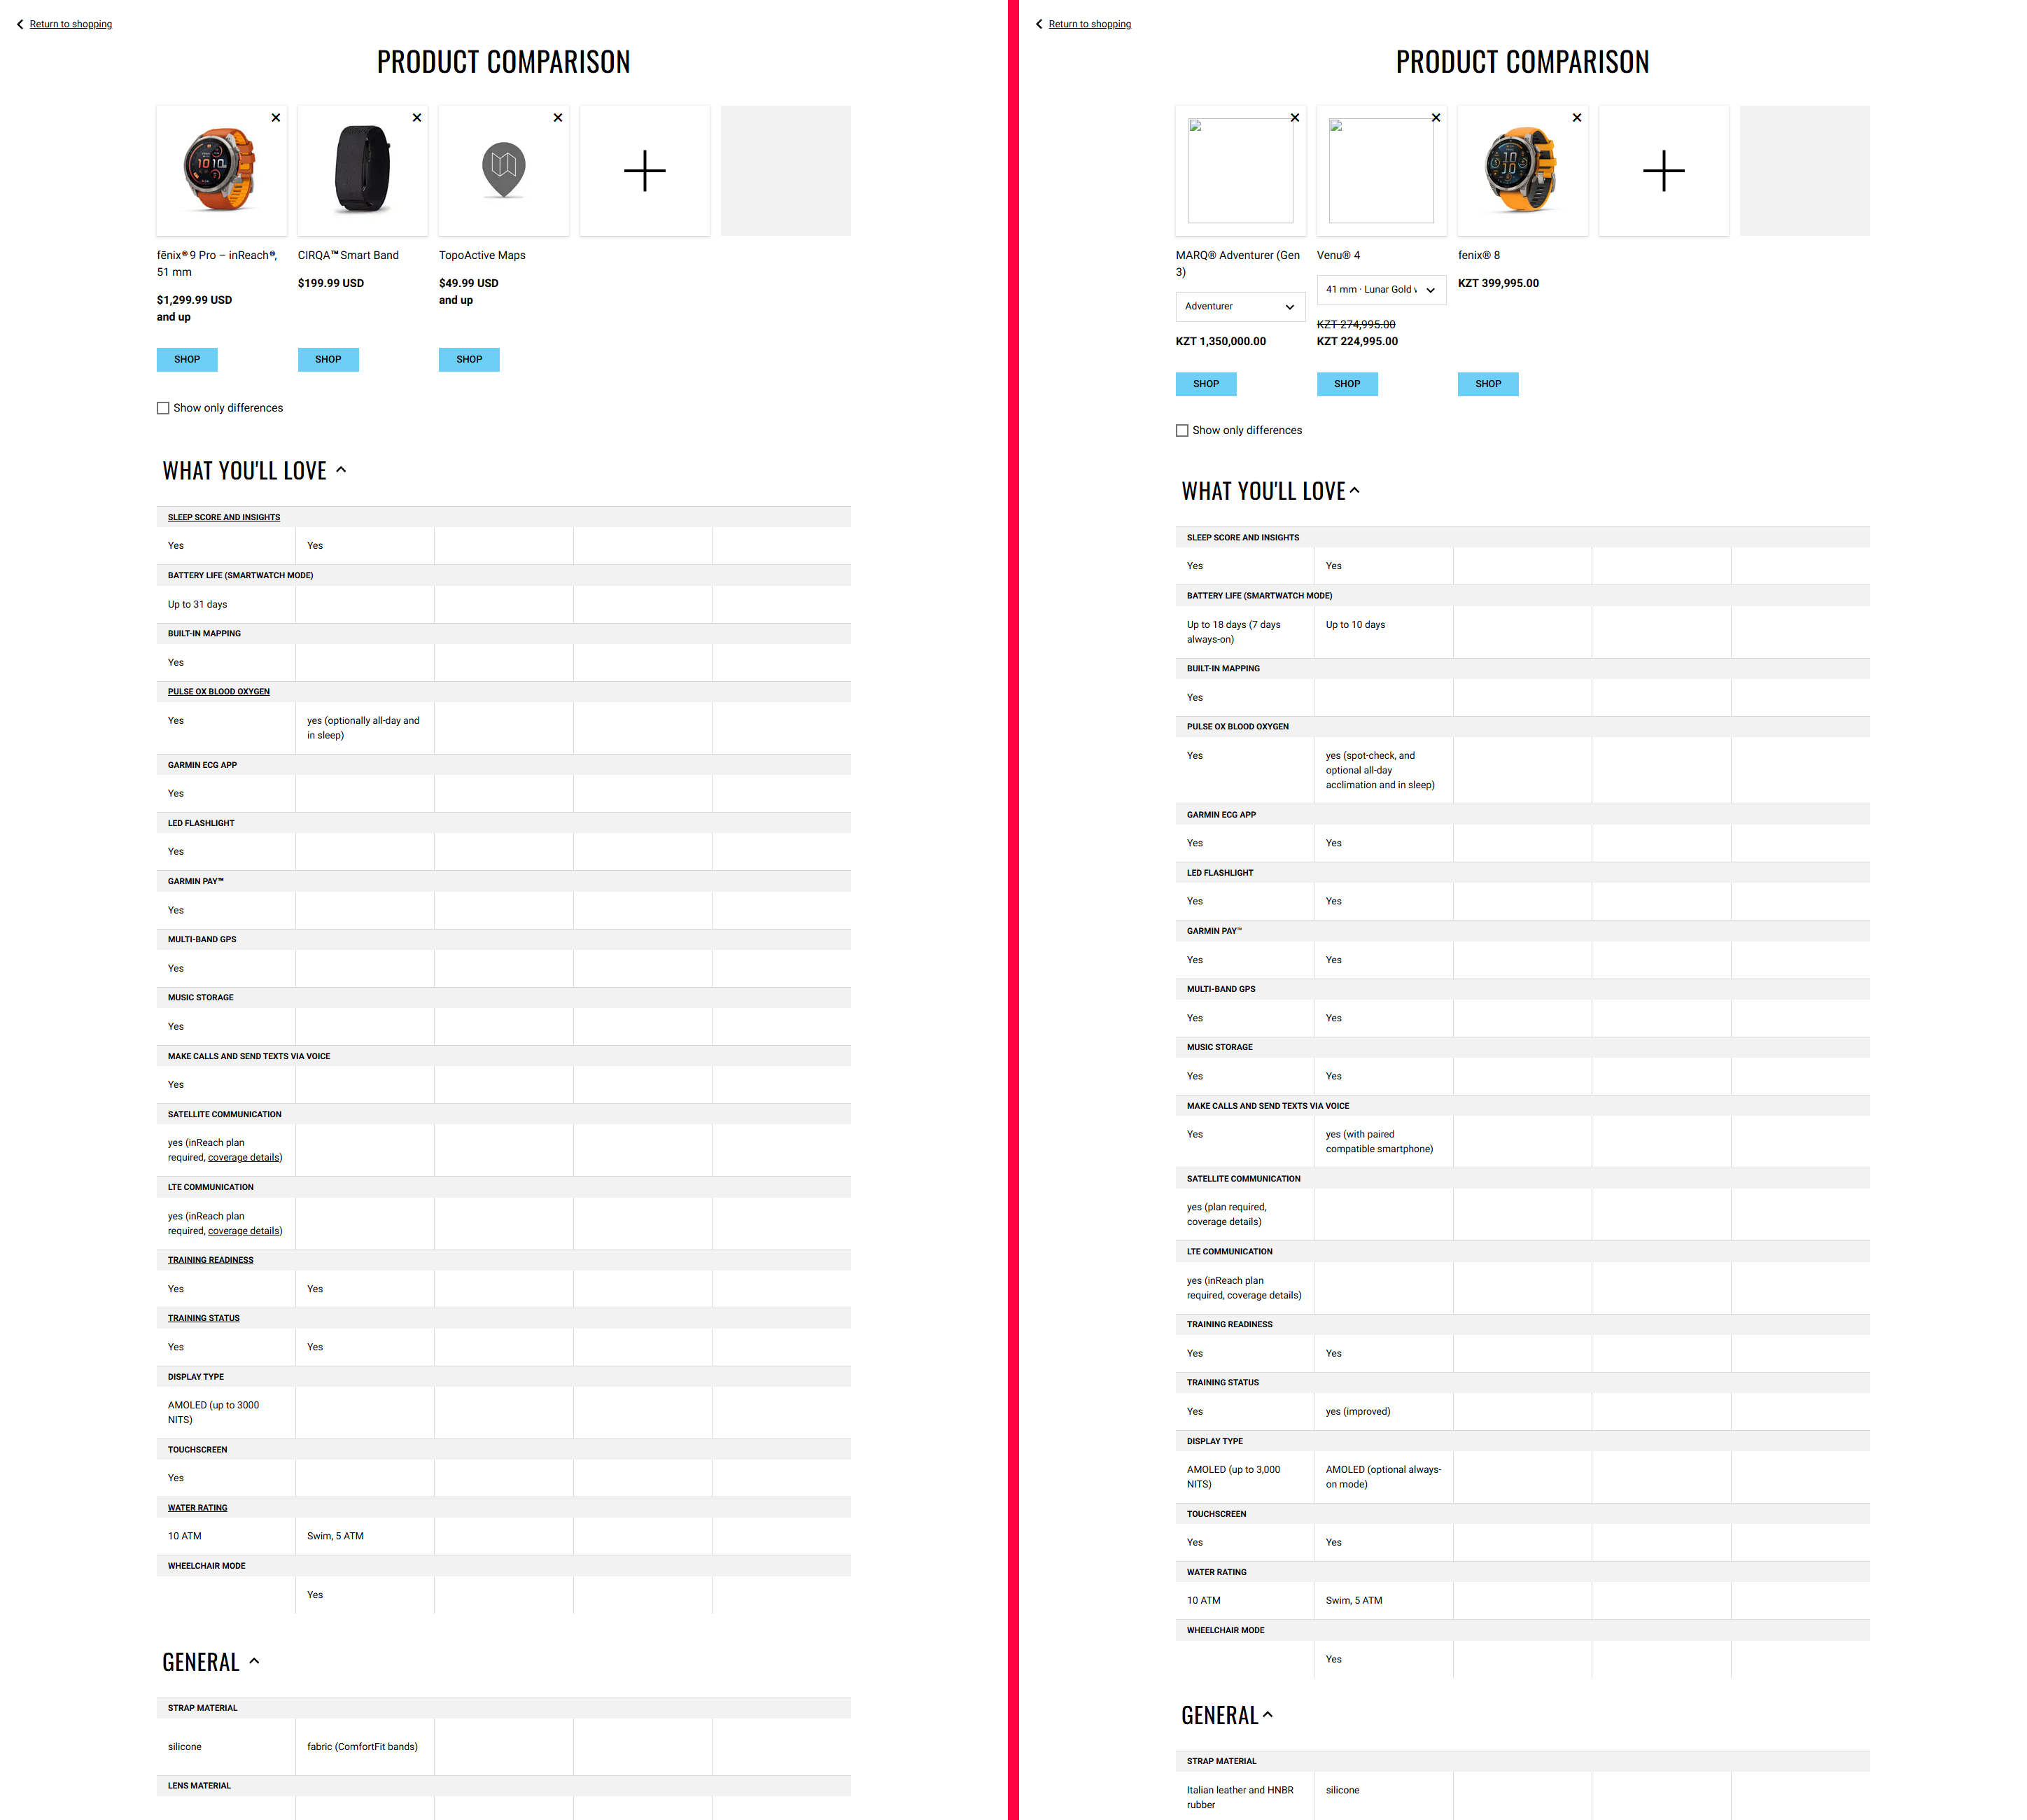 Return to shopping
PRODUCT COMPARISON
10 10
fēnix® 9 Pro – inReach®,
51 mm
$1,299.99 USD
and up
SHOP
CIRQA™ Smart Band
$199.99 USD
SHOP
TopoActive Maps
$49.99 USD
and up
SHOP
Show only differences
WHAT YOU'LL LOVE
SLEEP SCORE AND INSIGHTS
Yes
Yes
BATTERY LIFE (SMARTWATCH MODE)
Up to 31 days
BUILT-IN MAPPING
Yes
PULSE OX BLOOD OXYGEN
Yes
yes (optionally all-day and
in sleep)
GARMIN ECG APP
Yes
LED FLASHLIGHT
Yes
GARMIN PAY™
Yes
MULTI-BAND GPS
Yes
MUSIC STORAGE
Yes
MAKE CALLS AND SEND TEXTS VIA VOICE
Yes
SATELLITE COMMUNICATION
yes (inReach plan
required, coverage details)
LTE COMMUNICATION
yes (inReach plan
required, coverage details)
TRAINING READINESS
Yes
Yes
TRAINING STATUS
Yes
Yes
DISPLAY TYPE
AMOLED (up to 3000
NITS)
TOUCHSCREEN
Yes
WATER RATING
10 ATM
Swim, 5 ATM
WHEELCHAIR MODE
Yes
GENERAL
STRAP MATERIAL
silicone
fabric (ComfortFit bands)
LENS MATERIAL
Return to shopping
PRODUCT COMPARISON
10
10
MARQ® Adventurer (Gen
3)
Adventurer
KZT 1,350,000.00
SHOP
Venu® 4
41 mm · Lunar Gold
KZT 274,995.00
KZT 224,995.00
SHOP
fenix® 8
KZT 399,995.00
SHOP
Show only differences
WHAT YOU'LL LOVE
SLEEP SCORE AND INSIGHTS
Yes
Yes
BATTERY LIFE (SMARTWATCH MODE)
Up to 18 days (7 days
always-on)
Up to 10 days
BUILT-IN MAPPING
Yes
PULSE OX BLOOD OXYGEN
Yes
yes (spot-check, and
optional all-day
acclimation and in sleep)
GARMIN ECG APP
Yes
Yes
LED FLASHLIGHT
Yes
Yes
GARMIN PAY™
Yes
Yes
MULTI-BAND GPS
Yes
Yes
MUSIC STORAGE
Yes
Yes
MAKE CALLS AND SEND TEXTS VIA VOICE
Yes
yes (with paired
compatible smartphone)
SATELLITE COMMUNICATION
yes (plan required,
coverage details)
LTE COMMUNICATION
yes (inReach plan
required, coverage details)
TRAINING READINESS
Yes
Yes
TRAINING STATUS
Yes
yes (improved)
DISPLAY TYPE
AMOLED (up to 3,000
NITS)
AMOLED (optional always-
on mode)
TOUCHSCREEN
Yes
Yes
WATER RATING
10 ATM
Swim, 5 ATM
WHEELCHAIR MODE
Yes
GENERAL
STRAP MATERIAL
Italian leather and HNBR
rubber
silicone